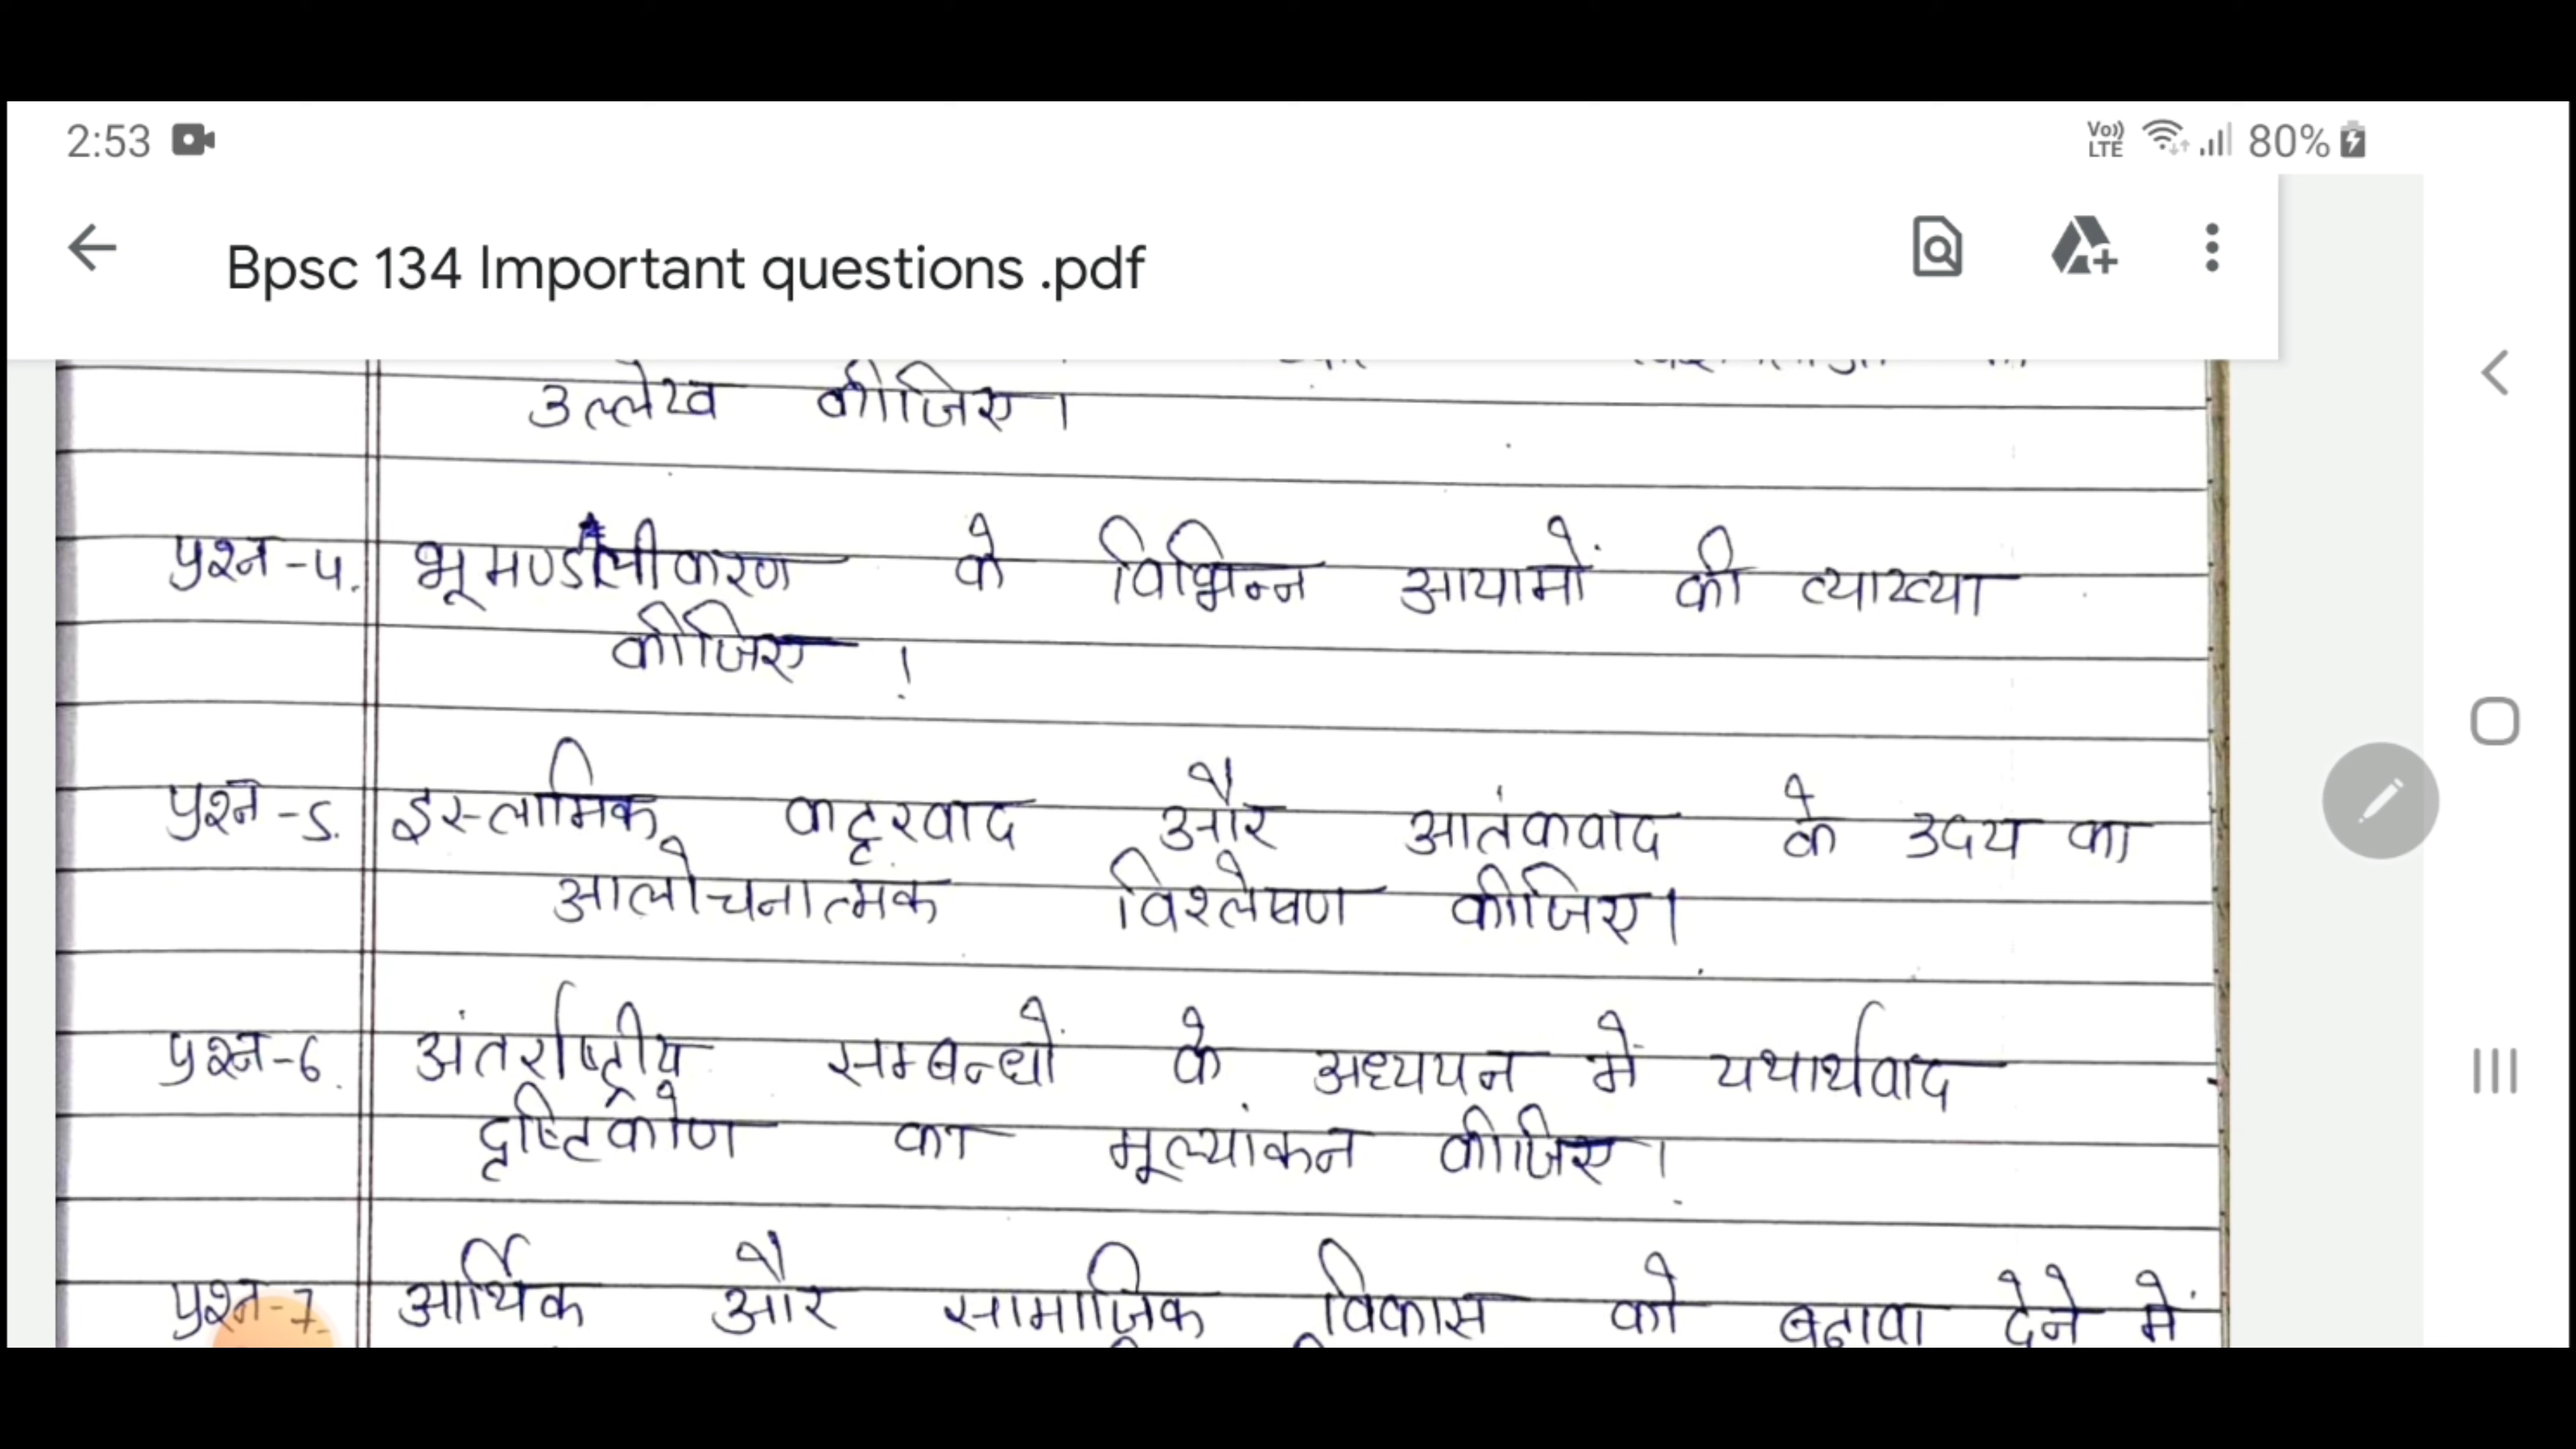 2:53
Vo)) LTE 80%
Bpsc 134 Important questions .pdf
उल्लेख कीजिए।
प्रश्न-4. भूमण्डलीकरण के विभिन्न आयामों की व्याख्या
कीजिए !
प्रश्न-5. इस्लामिक कट्टरवाद और आतंकवाद के उदय का
आलोचनात्मक विश्लेषण कीजिए।
प्रश्न-6. अंतर्राष्ट्रीय सम्बन्धों के अध्ययन में यथार्थवाद
दृष्टिकोण का मूल्यांकन कीजिए।
प्रश्न-7. आर्थिक और सामाजिक विकास को बढावा देने में